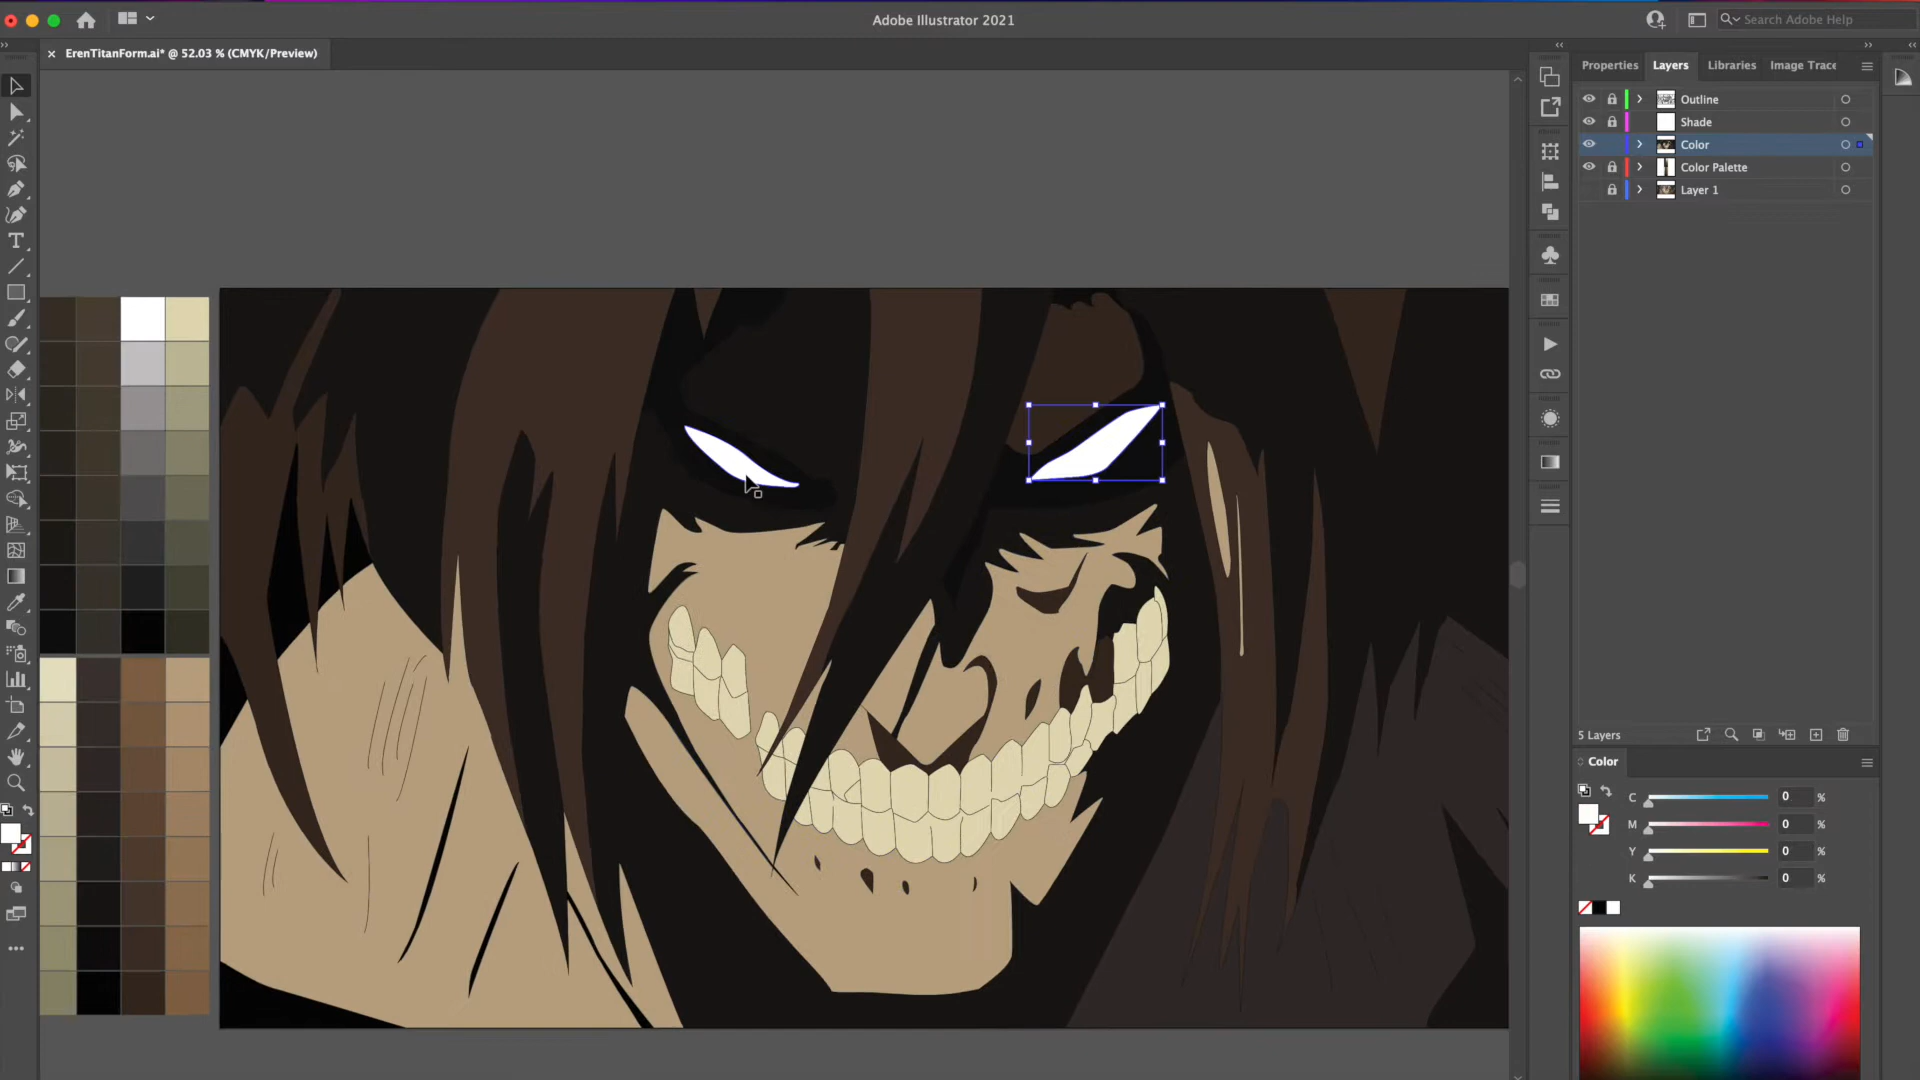 Adobe Illustrator 2021
Search Adobe Help
× ErenTitanForm.ai* @ 52.03 % (CMYK/Preview)
Properties Layers Libraries Image Trace
Outline
Shade
Color
Color Palette
Layer 1
5 Layers
Color
C 0 %
M 0 %
Y 0 %
K 0 %